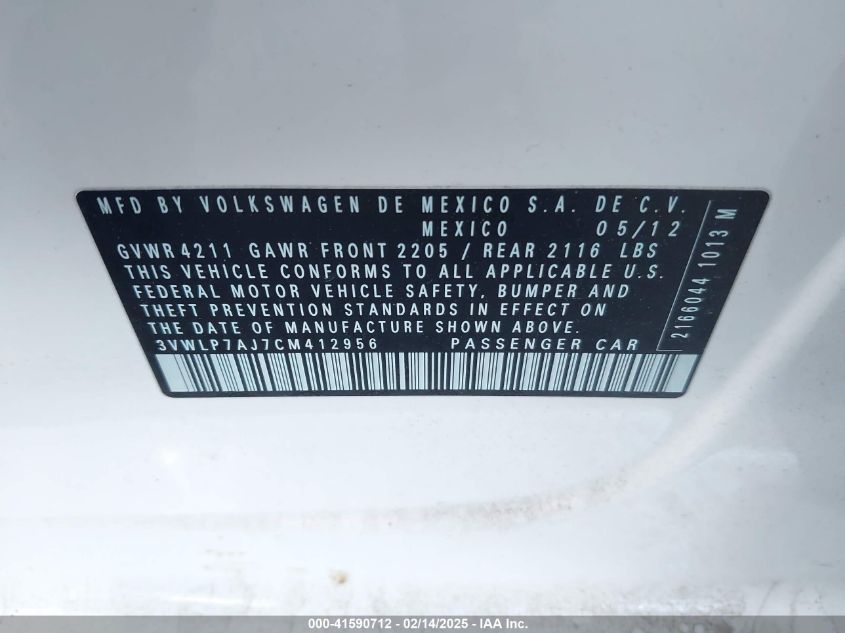 MFD BY VOLKSWAGEN DE MEXICO S.A. DE C.V.
MEXICO 05/12
GVWR 4211 GAWR FRONT 2205 / REAR 2116 LBS
THIS VEHICLE CONFORMS TO ALL APPLICABLE U.S.
FEDERAL MOTOR VEHICLE SAFETY, BUMPER AND
THEFT PREVENTION STANDARDS IN EFFECT ON
THE DATE OF MANUFACTURE SHOWN ABOVE.
3VWLP7AJ7CM412956 PASSENGER CAR
2166044 1013 M
000-41590712 - 02/14/2025 - IAA Inc.